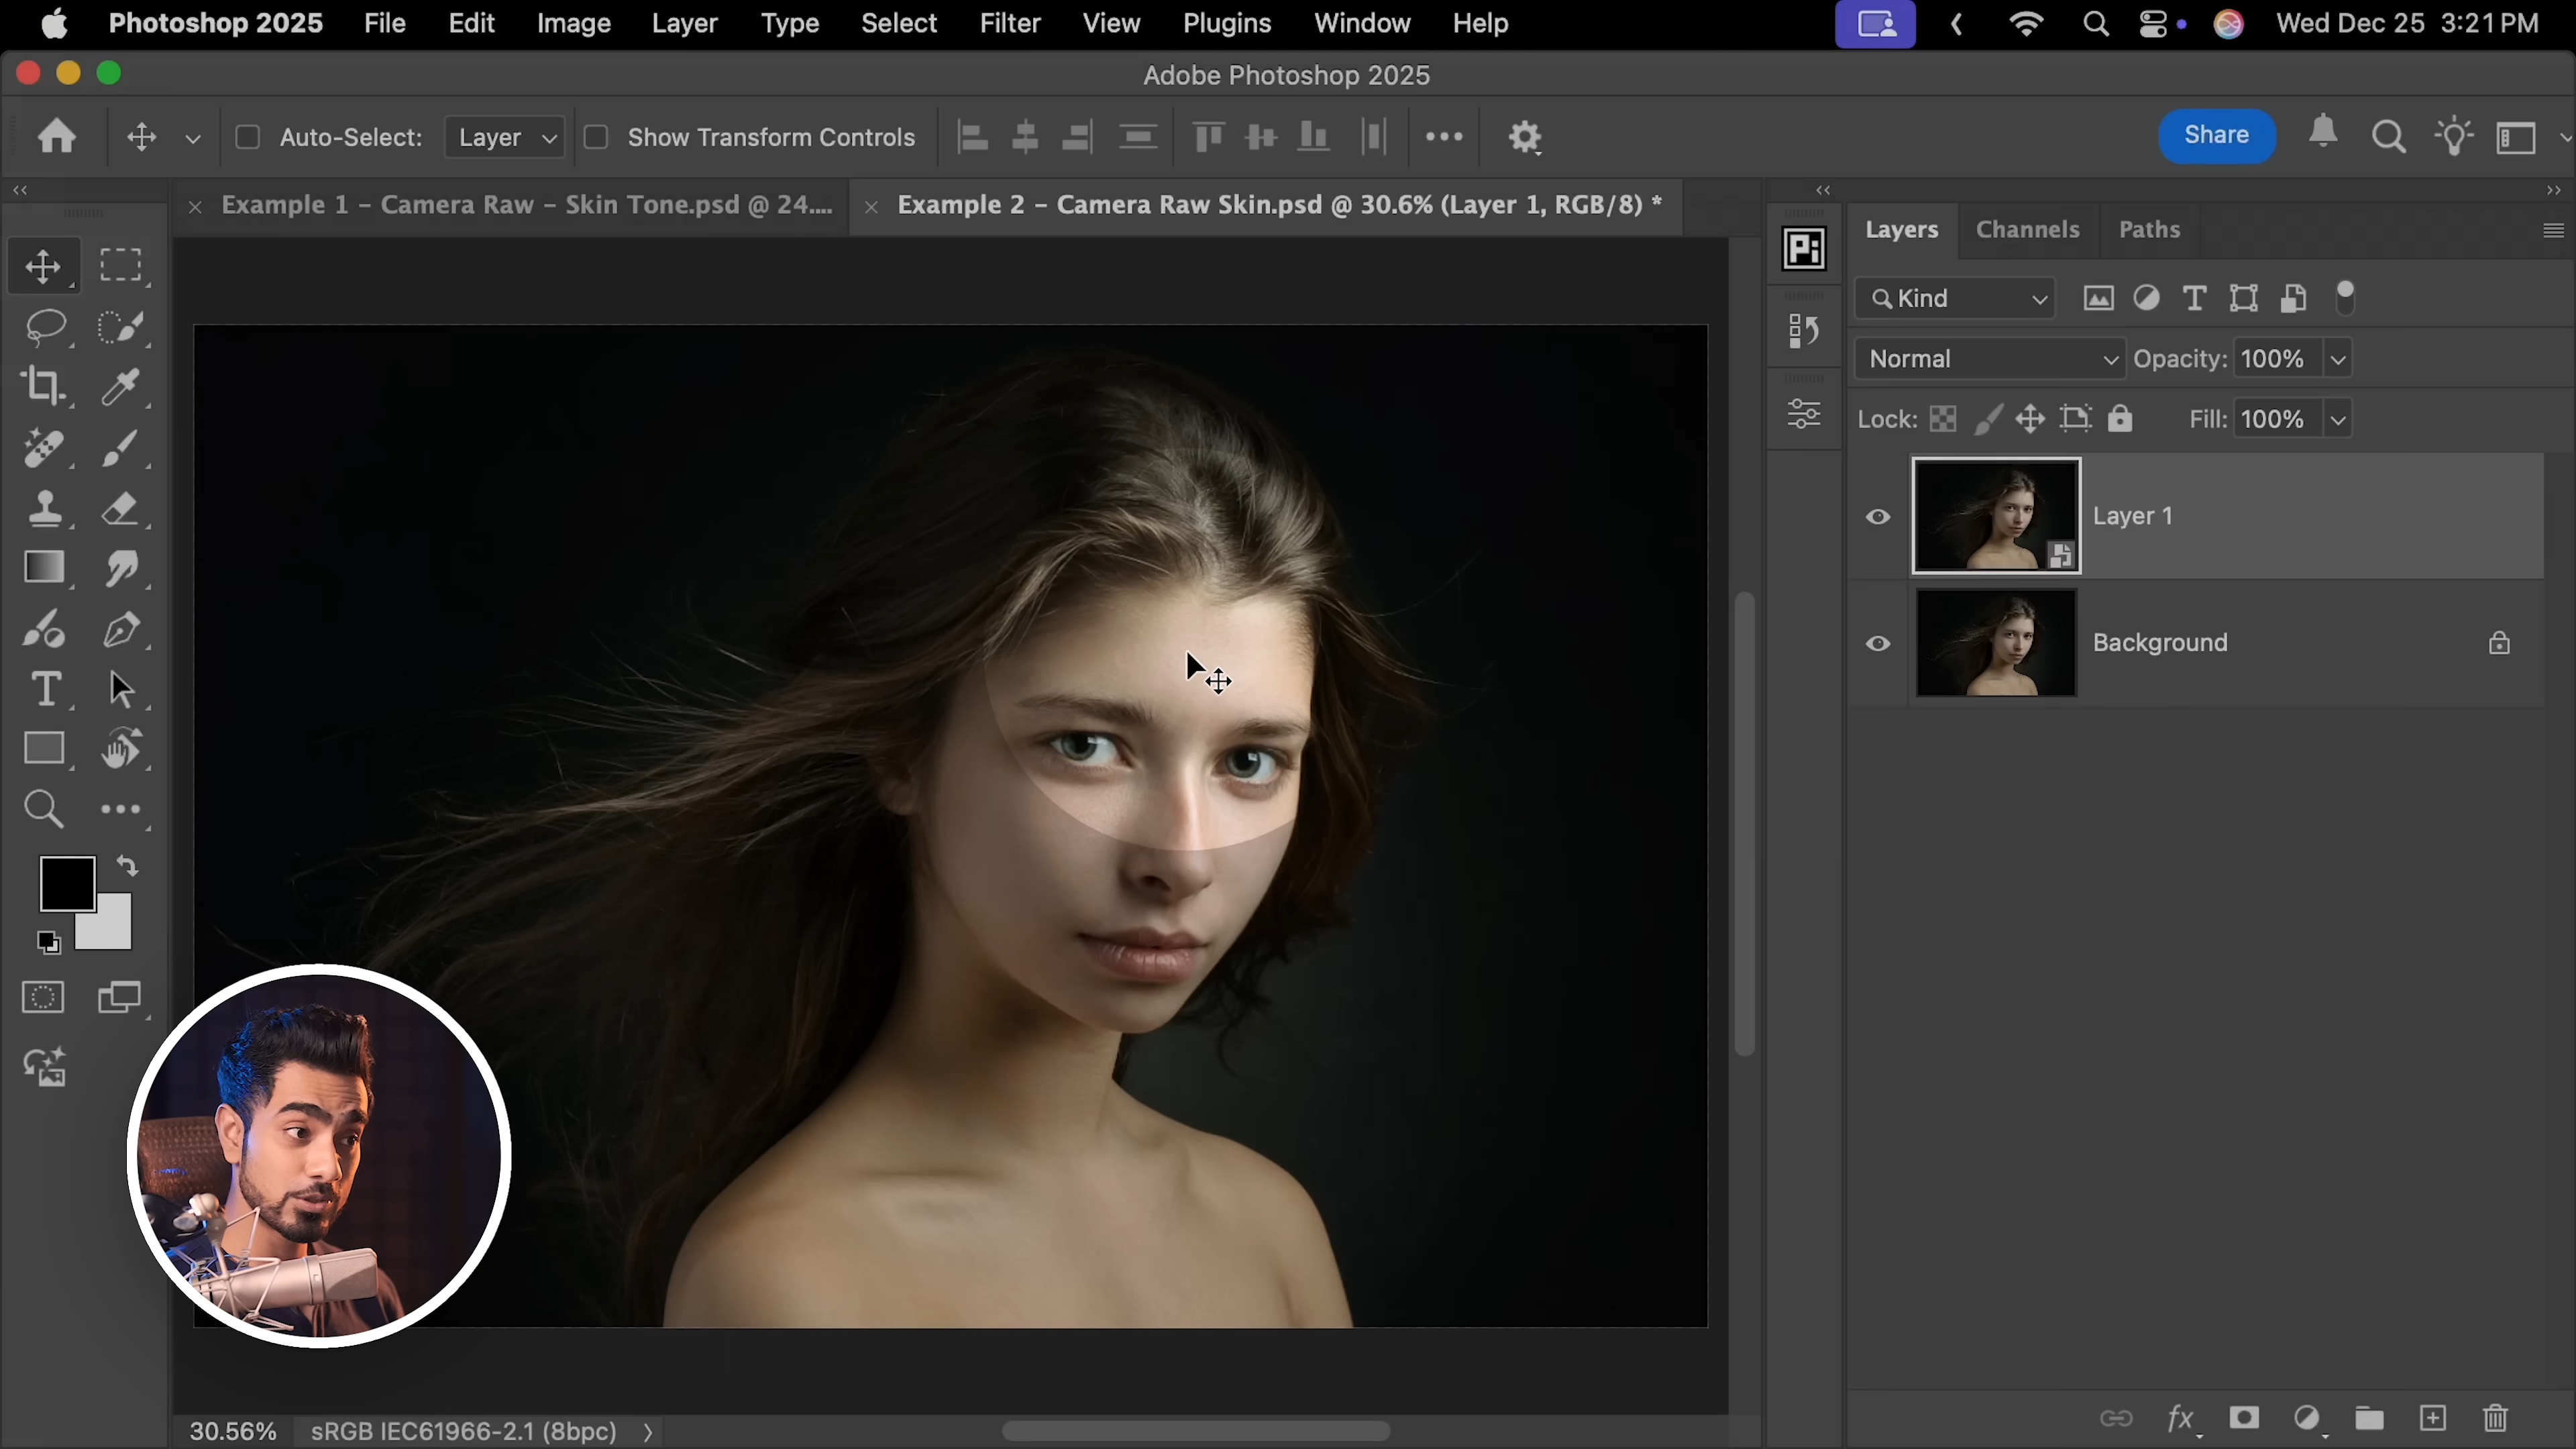 Photoshop 2025 File Edit Image Layer Type Select Filter View Plugins Window Help Wed Dec 25 3:21 PM
Adobe Photoshop 2025
Auto-Select: Layer Show Transform Controls Share
Example 1 – Camera Raw – Skin Tone.psd @ 24.... Example 2 – Camera Raw Skin.psd @ 30.6% (Layer 1, RGB/8) *
Pi
Layers Channels Paths
Kind
Normal Opacity: 100%
Lock: Fill: 100%
Layer 1
Background
30.56% sRGB IEC61966-2.1 (8bpc)
fx